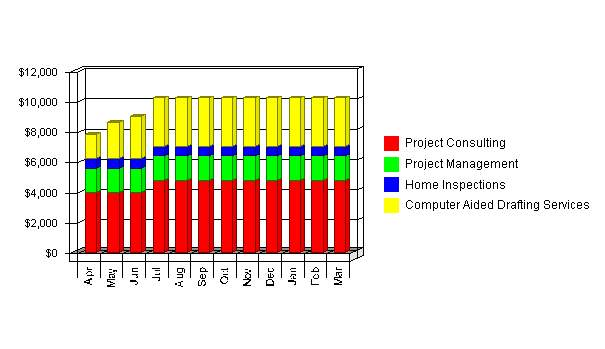 $12,000
$10,000
$8,000
$6,000
$4,000
$2,000
$0
Apr
May
Jun
Jul
Aug
Sep
Oct
Nov
Dec
Jan
Feb
Mar
Project Consulting
Project Management
Home Inspections
Computer Aided Drafting Services